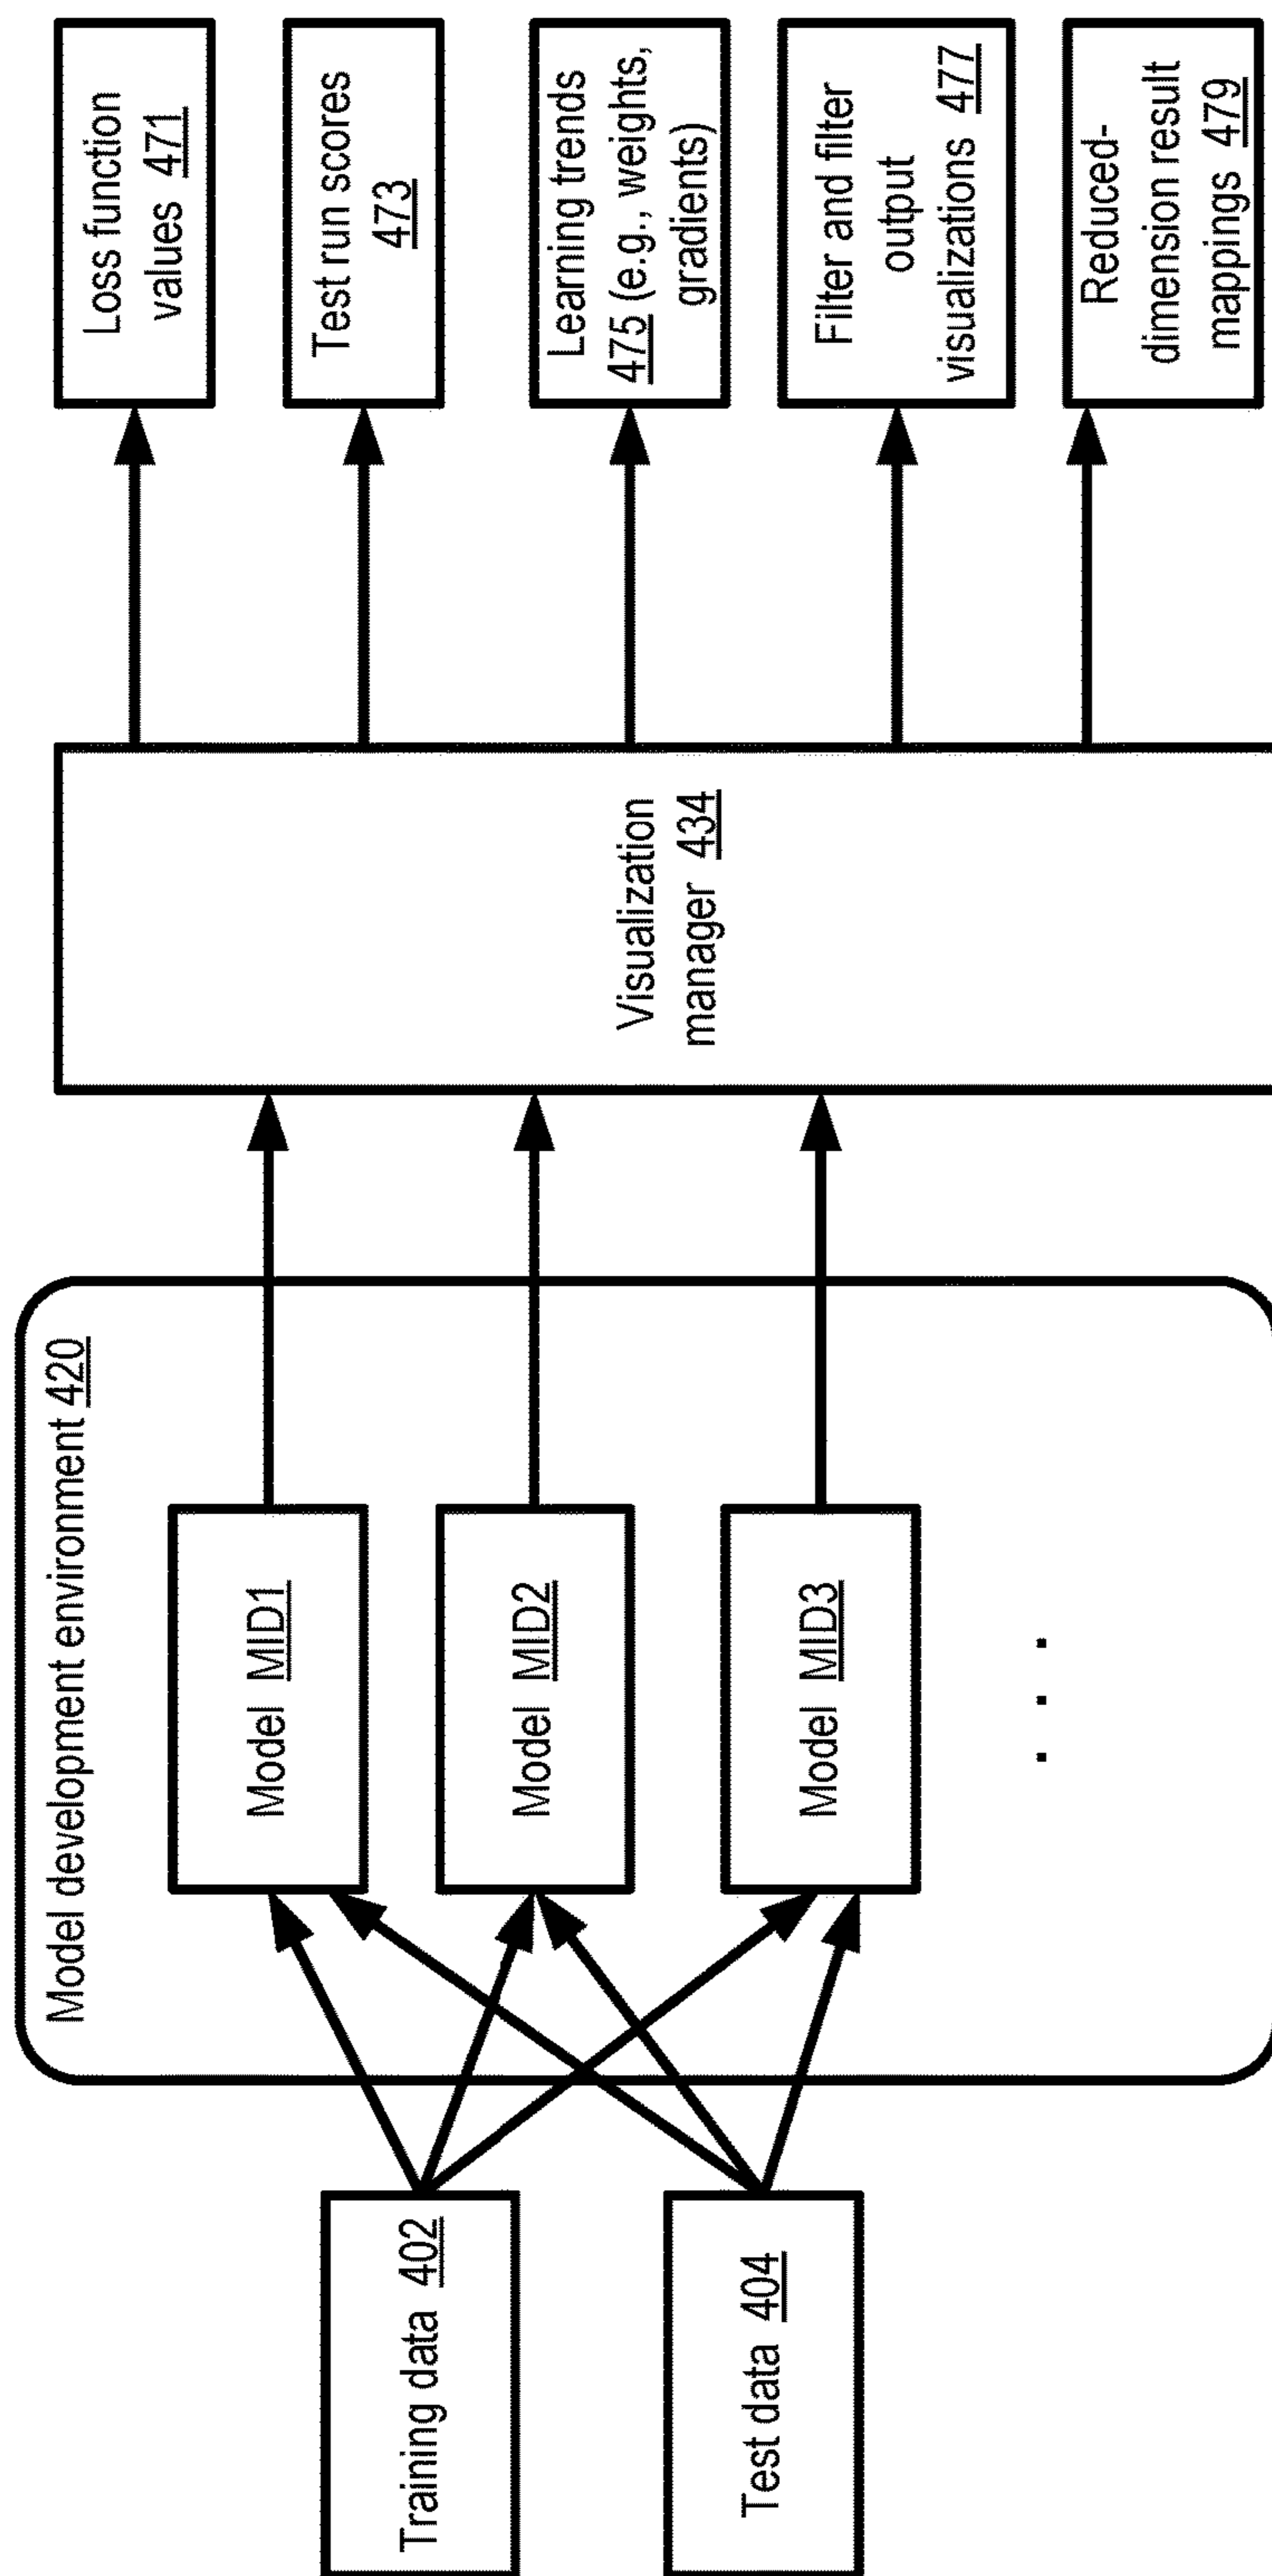 Training data 402
Test data 404
Model development environment 420
Model MID1
Model MID2
Model MID3
. . .
Visualization
manager 434
Loss function
values 471
Test run scores
473
Learning trends
475 (e.g., weights,
gradients)
Filter and filter
output
visualizations 477
Reduced-
dimension result
mappings 479